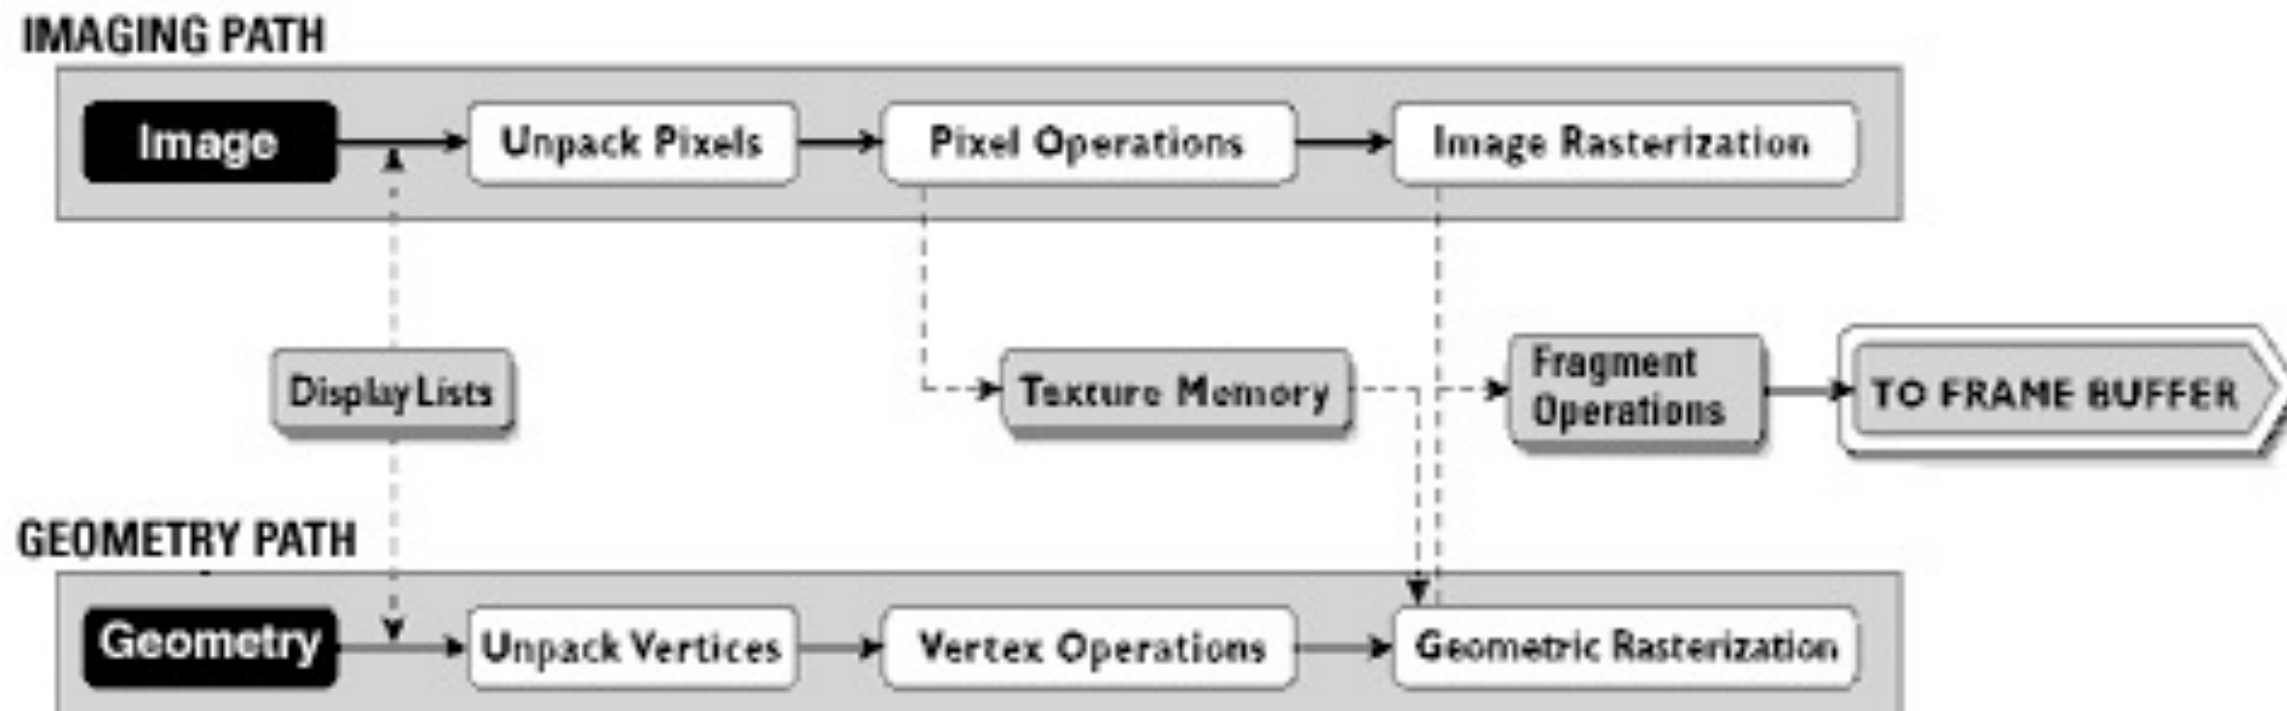 IMAGING PATH
Image
Unpack Pixels
Pixel Operations
Image Rasterization
Display Lists
Texture Memory
Fragment
Operations
TO FRAME BUFFER
GEOMETRY PATH
Geometry
Unpack Vertices
Vertex Operations
Geometric Rasterization